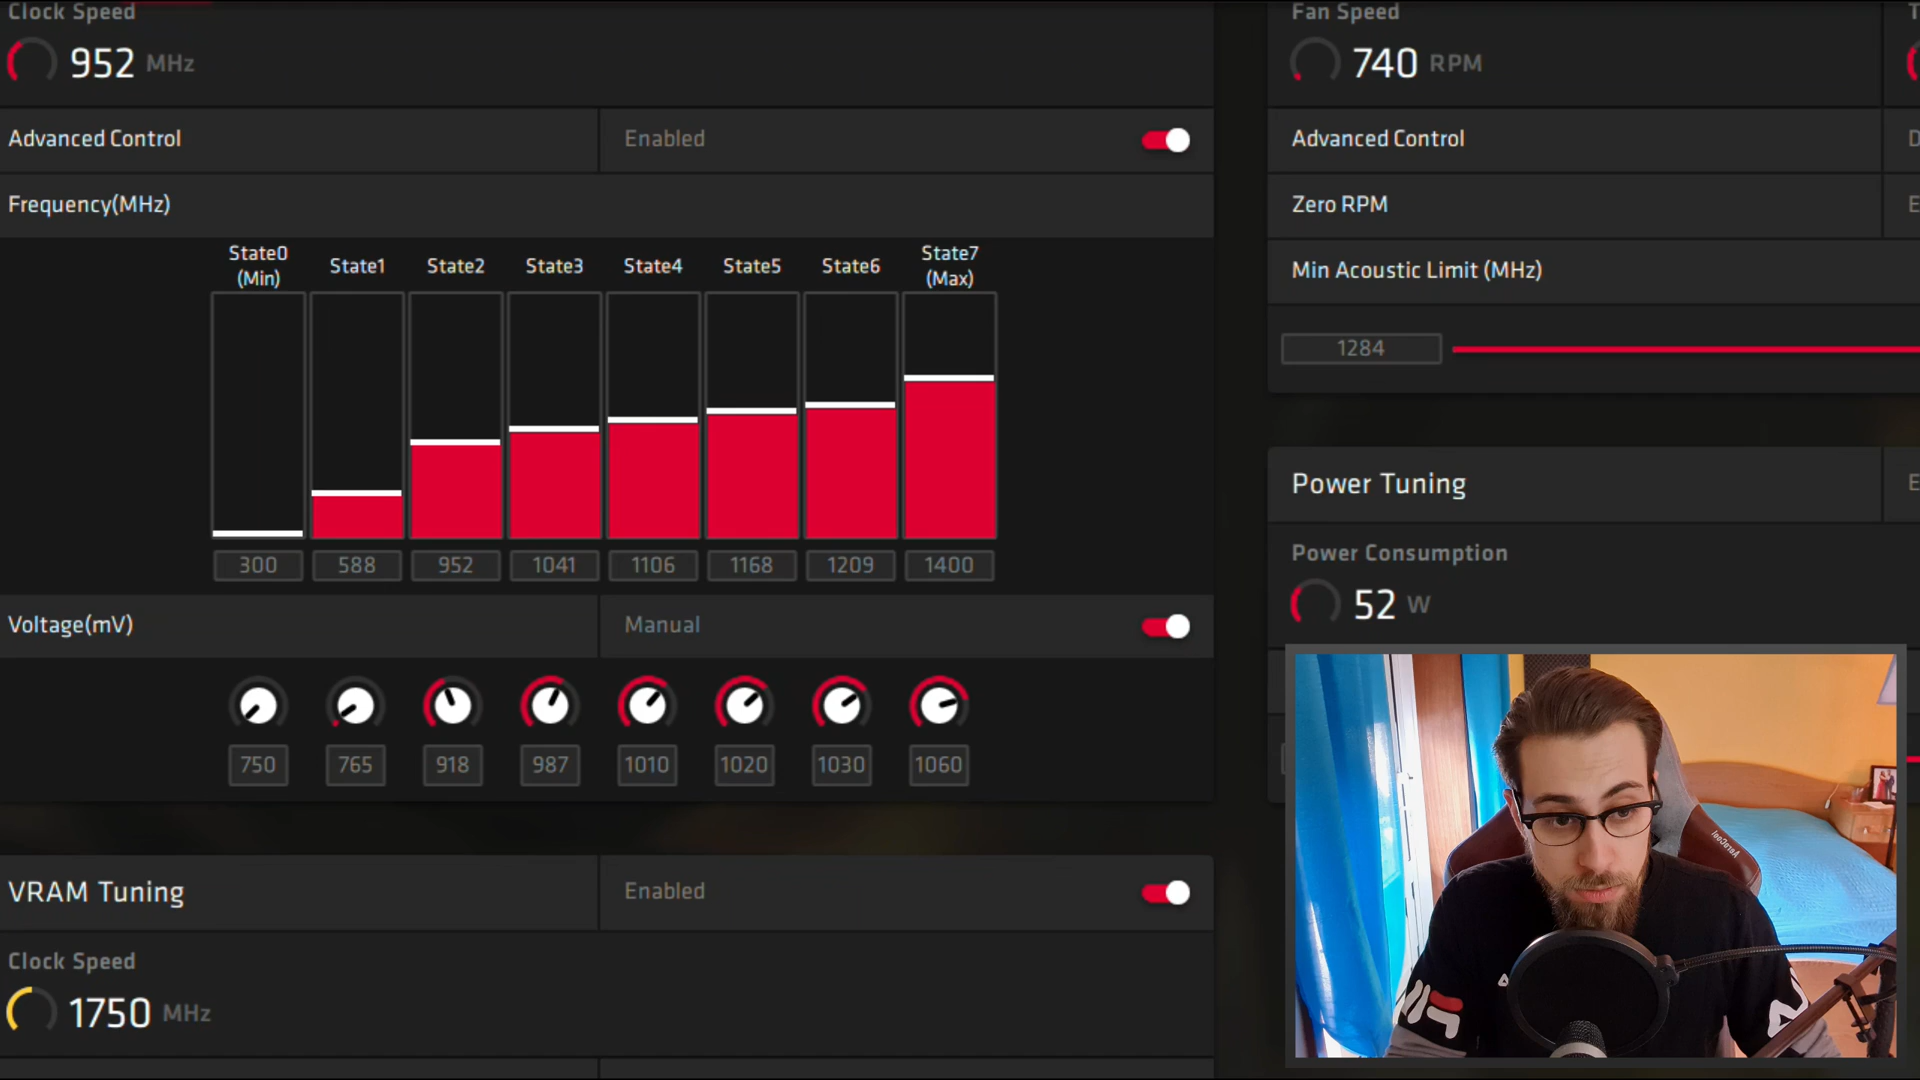 Clock Speed
952 MHz
Advanced Control
Enabled
Frequency(MHz)
State0
(Min)
State1
State2
State3
State4
State5
State6
State7
(Max)
300
588
952
1041
1106
1168
1209
1400
Voltage(mV)
Manual
750
765
918
987
1010
1020
1030
1060
VRAM Tuning
Enabled
Clock Speed
1750 MHz
Fan Speed
740 RPM
Advanced Control
Zero RPM
Min Acoustic Limit (MHz)
1284
Power Tuning
Power Consumption
52 W
AeroCool